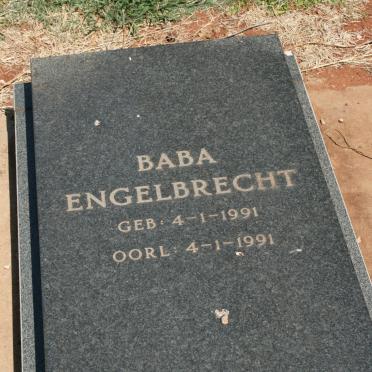 BABA
ENGELBRECHT
GEB: 4-1-1991
OORL: 4-1-1991